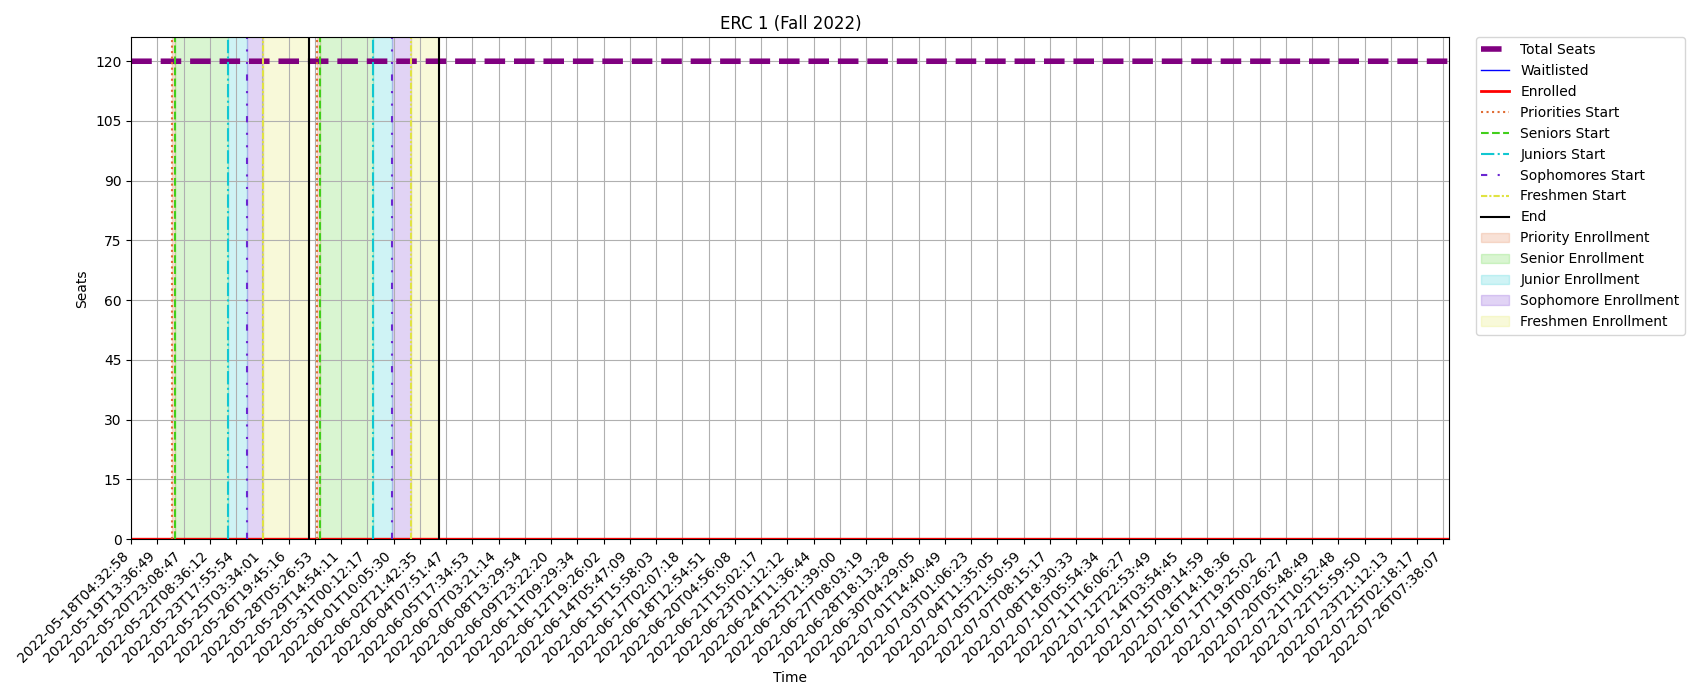 ERC 1 (Fall 2022)
120
105
90
75
60
45
30
15
0
Seats
2022-05-18T04:32:58
2022-05-19T13:36:49
2022-05-20T23:08:47
2022-05-22T08:36:12
2022-05-23T17:55:54
2022-05-25T03:34:01
2022-05-26T19:45:16
2022-05-28T05:26:53
2022-05-29T14:54:11
2022-05-31T00:12:17
2022-06-01T10:05:30
2022-06-02T21:42:35
2022-06-04T07:51:47
2022-06-05T17:34:53
2022-06-07T03:21:14
2022-06-08T13:29:54
2022-06-09T23:22:20
2022-06-11T09:29:34
2022-06-12T19:26:02
2022-06-14T05:47:09
2022-06-15T15:58:03
2022-06-17T02:07:18
2022-06-18T12:54:51
2022-06-20T04:56:08
2022-06-21T15:02:17
2022-06-23T01:12:12
2022-06-24T11:36:44
2022-06-25T21:39:00
2022-06-27T08:03:19
2022-06-28T18:13:28
2022-06-30T04:29:05
2022-07-01T14:40:49
2022-07-03T01:06:23
2022-07-04T11:35:05
2022-07-05T21:50:59
2022-07-07T08:15:17
2022-07-08T18:30:33
2022-07-10T05:54:34
2022-07-11T16:06:27
2022-07-12T22:53:49
2022-07-14T03:54:45
2022-07-15T09:14:59
2022-07-16T14:18:36
2022-07-17T19:25:02
2022-07-19T00:26:27
2022-07-20T05:48:49
2022-07-21T10:52:48
2022-07-22T15:59:50
2022-07-23T21:12:13
2022-07-25T02:18:17
2022-07-26T07:38:07
Time
Total Seats
Waitlisted
Enrolled
Priorities Start
Seniors Start
Juniors Start
Sophomores Start
Freshmen Start
End
Priority Enrollment
Senior Enrollment
Junior Enrollment
Sophomore Enrollment
Freshmen Enrollment